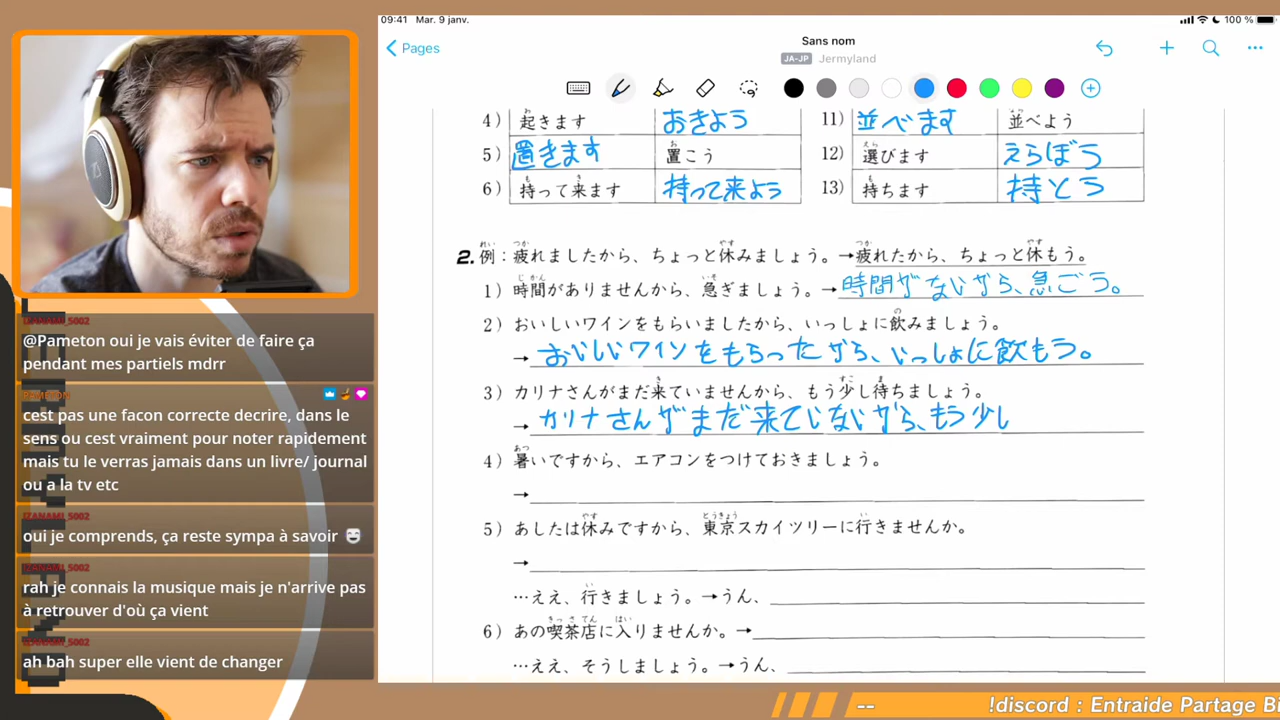 09:41 Mar. 9 janv.
100 %
Pages
Sans nom
JA-JP Jermyland
4) 起きます おきよう
5) 置きます 置こう
6) 持って来ます 持って来よう
11) 並べます 並べよう
12) 選びます えらぼう
13) 持ちます 持とう
2. 例：疲れましたから、ちょっと休みましょう。→疲れたから、ちょっと休もう。
1) 時間がありませんから、急ぎましょう。→時間がないから、急ごう。
2) おいしいワインをもらいましたから、いっしょに飲みましょう。
→ おいしいワインをもらったから、いっしょに飲もう。
3) カリナさんがまだ来ていませんから、もう少し待ちましょう。
→ カリナさんがまだ来ていないから、もう少し
4) 暑いですから、エアコンをつけておきましょう。
→
5) あしたは休みですから、東京スカイツリーに行きませんか。
→
…ええ、行きましょう。→うん、
6) あの喫茶店に入りませんか。→
…ええ、そうしましょう。→うん、
IZANAMI_5002
@Pameton oui je vais éviter de faire ça
pendant mes partiels mdrr
PAMETON
cest pas une facon correcte decrire, dans le
sens ou cest vraiment pour noter rapidement
mais tu le verras jamais dans un livre/ journal
ou a la tv etc
IZANAMI_5002
oui je comprends, ça reste sympa à savoir
IZANAMI_5002
rah je connais la musique mais je n'arrive pas
à retrouver d'où ça vient
IZANAMI_5002
ah bah super elle vient de changer
-- !discord : Entraide Partage Bi